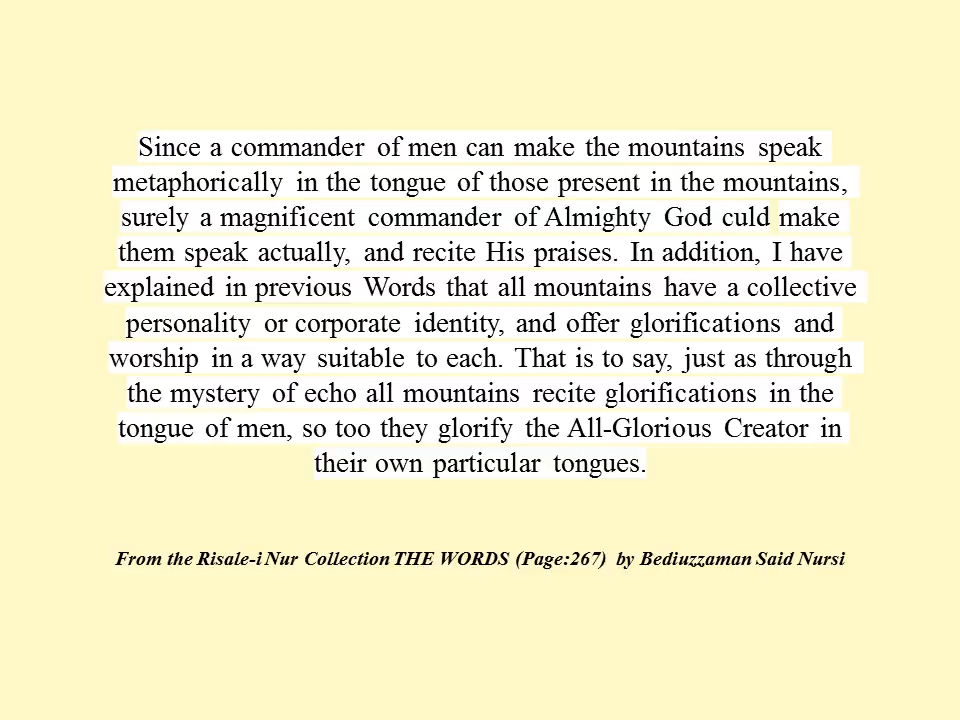 Since a commander of men can make the mountains speak
metaphorically in the tongue of those present in the mountains,
surely a magnificent commander of Almighty God culd make
them speak actually, and recite His praises. In addition, I have
explained in previous Words that all mountains have a collective
personality or corporate identity, and offer glorifications and
worship in a way suitable to each. That is to say, just as through
the mystery of echo all mountains recite glorifications in the
tongue of men, so too they glorify the All-Glorious Creator in
their own particular tongues.
From the Risale-i Nur Collection THE WORDS (Page:267) by Bediuzzaman Said Nursi